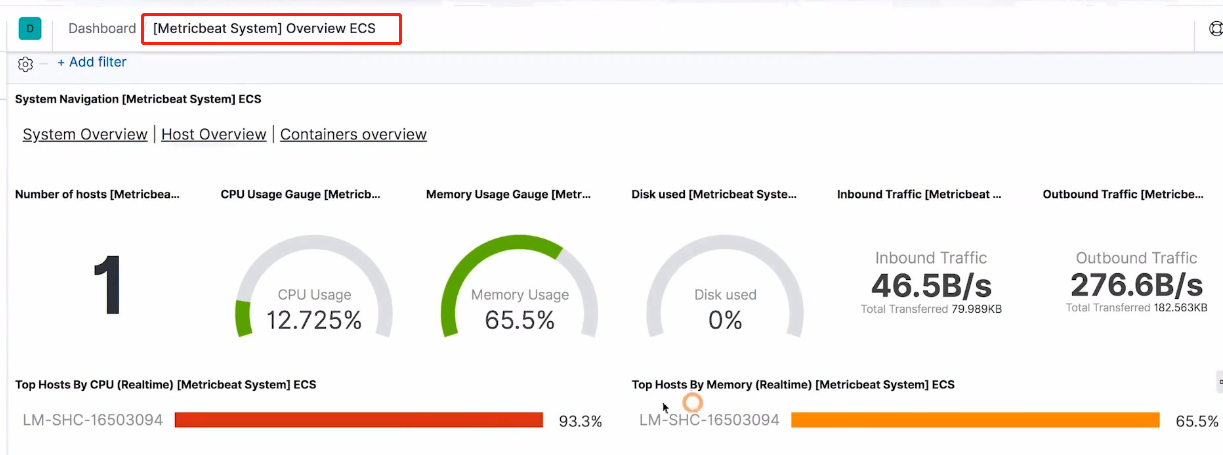 D Dashboard [Metricbeat System] Overview ECS
+ Add filter
System Navigation [Metricbeat System] ECS
System Overview | Host Overview | Containers overview
Number of hosts [Metricbea... CPU Usage Gauge [Metricb... Memory Usage Gauge [Metr... Disk used [Metricbeat Syste... Inbound Traffic [Metricbeat ... Outbound Traffic [Metricbe...
1
CPU Usage
12.725%
Memory Usage
65.5%
Disk used
0%
Inbound Traffic
46.5B/s
Total Transferred 79.989KB
Outbound Traffic
276.6B/s
Total Transferred 182.563KB
Top Hosts By CPU (Realtime) [Metricbeat System] ECS
LM-SHC-16503094 93.3%
Top Hosts By Memory (Realtime) [Metricbeat System] ECS
LM-SHC-16503094 65.5%